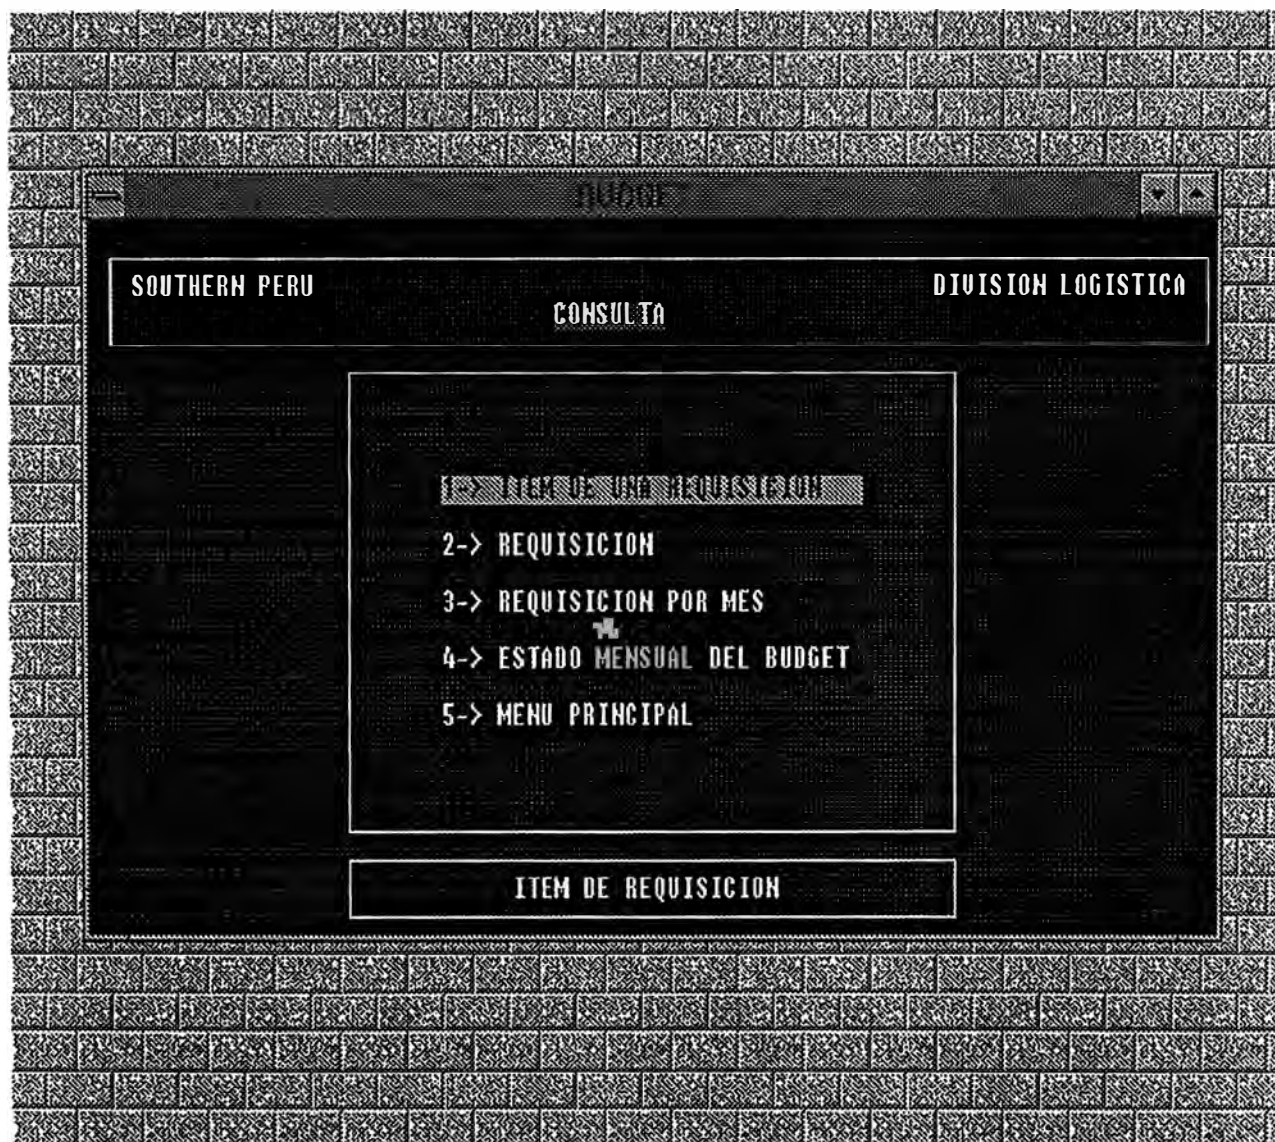 BUDGET
SOUTHERN PERU
DIVISION LOGISTICA
CONSULTA
1-> ITEM DE UNA REQUISICION
2-> REQUISICION
3-> REQUISICION POR MES
4-> ESTADO MENSUAL DEL BUDGET
5-> MENU PRINCIPAL
ITEM DE REQUISICION